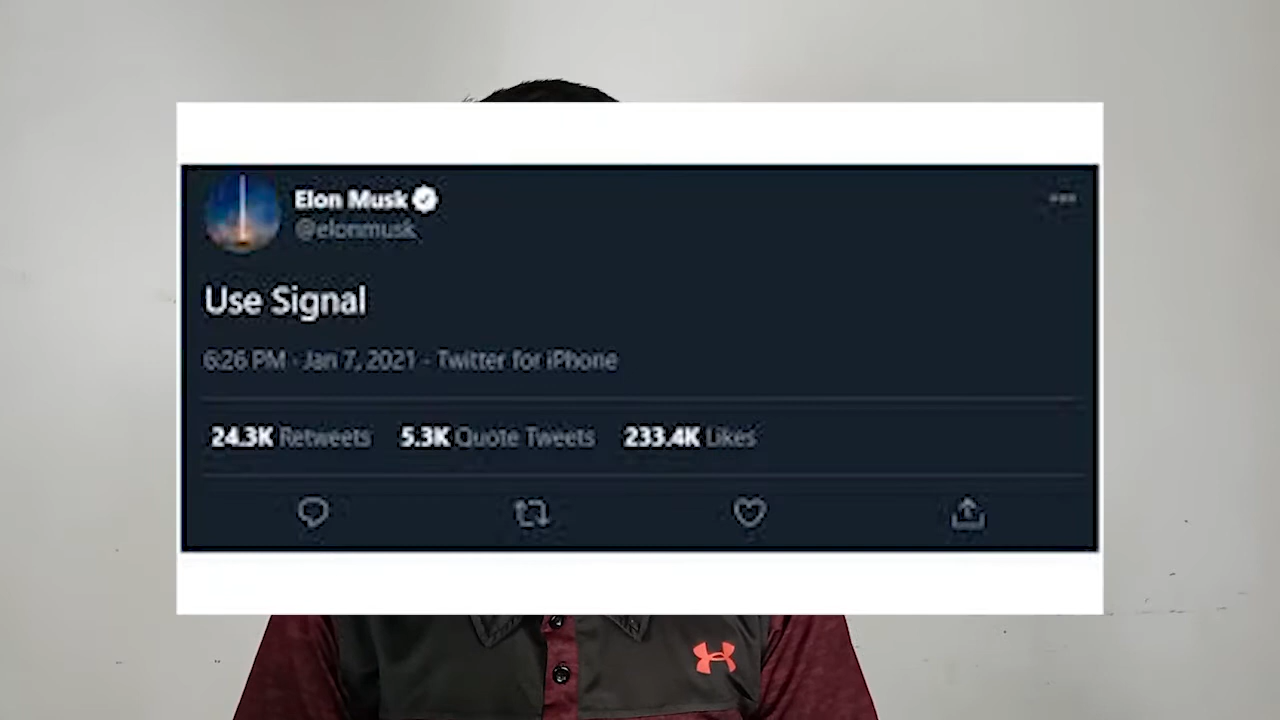 Elon Musk
@elonmusk
Use Signal
6:26 PM · Jan 7, 2021 · Twitter for iPhone
24.3K Retweets 5.3K Quote Tweets 233.4K Likes